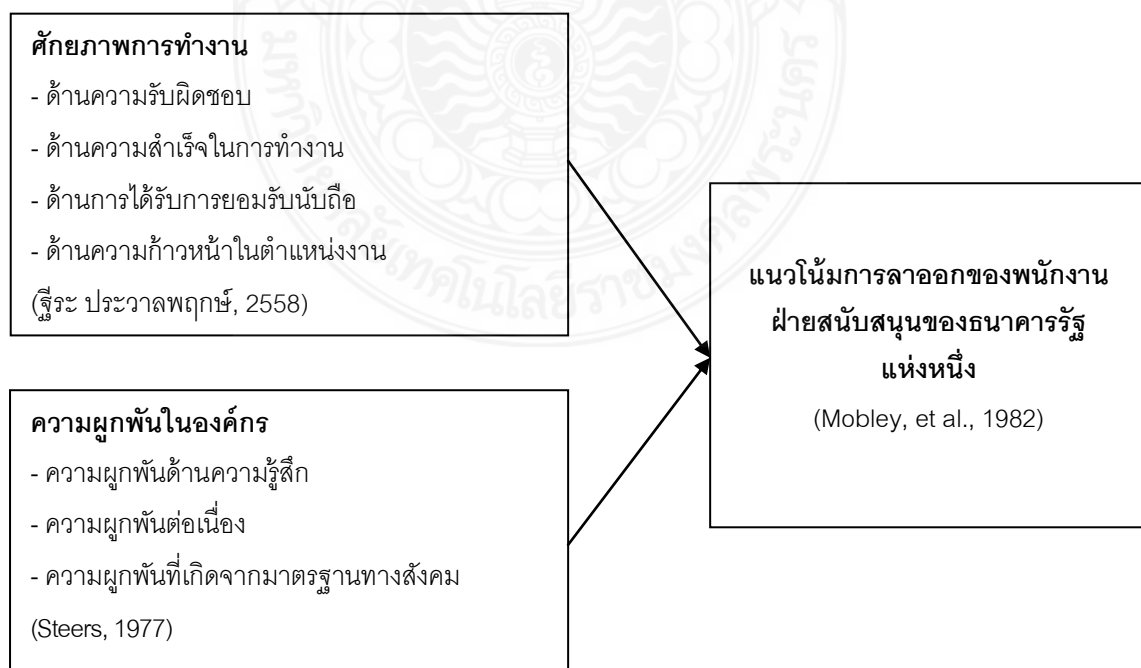 ศักยภาพการทำงาน
- ด้านความรับผิดชอบ
- ด้านความสำเร็จในการทำงาน
- ด้านการได้รับการยอมรับนับถือ
- ด้านความก้าวหน้าในตำแหน่งงาน
(ฐีระ ประวาลพฤกษ์, 2558)
ความผูกพันในองค์กร
- ความผูกพันด้านความรู้สึก
- ความผูกพันต่อเนื่อง
- ความผูกพันที่เกิดจากมาตรฐานทางสังคม
(Steers, 1977)
แนวโน้มการลาออกของพนักงาน
ฝ่ายสนับสนุนของธนาคารรัฐ
แห่งหนึ่ง
(Mobley, et al., 1982)